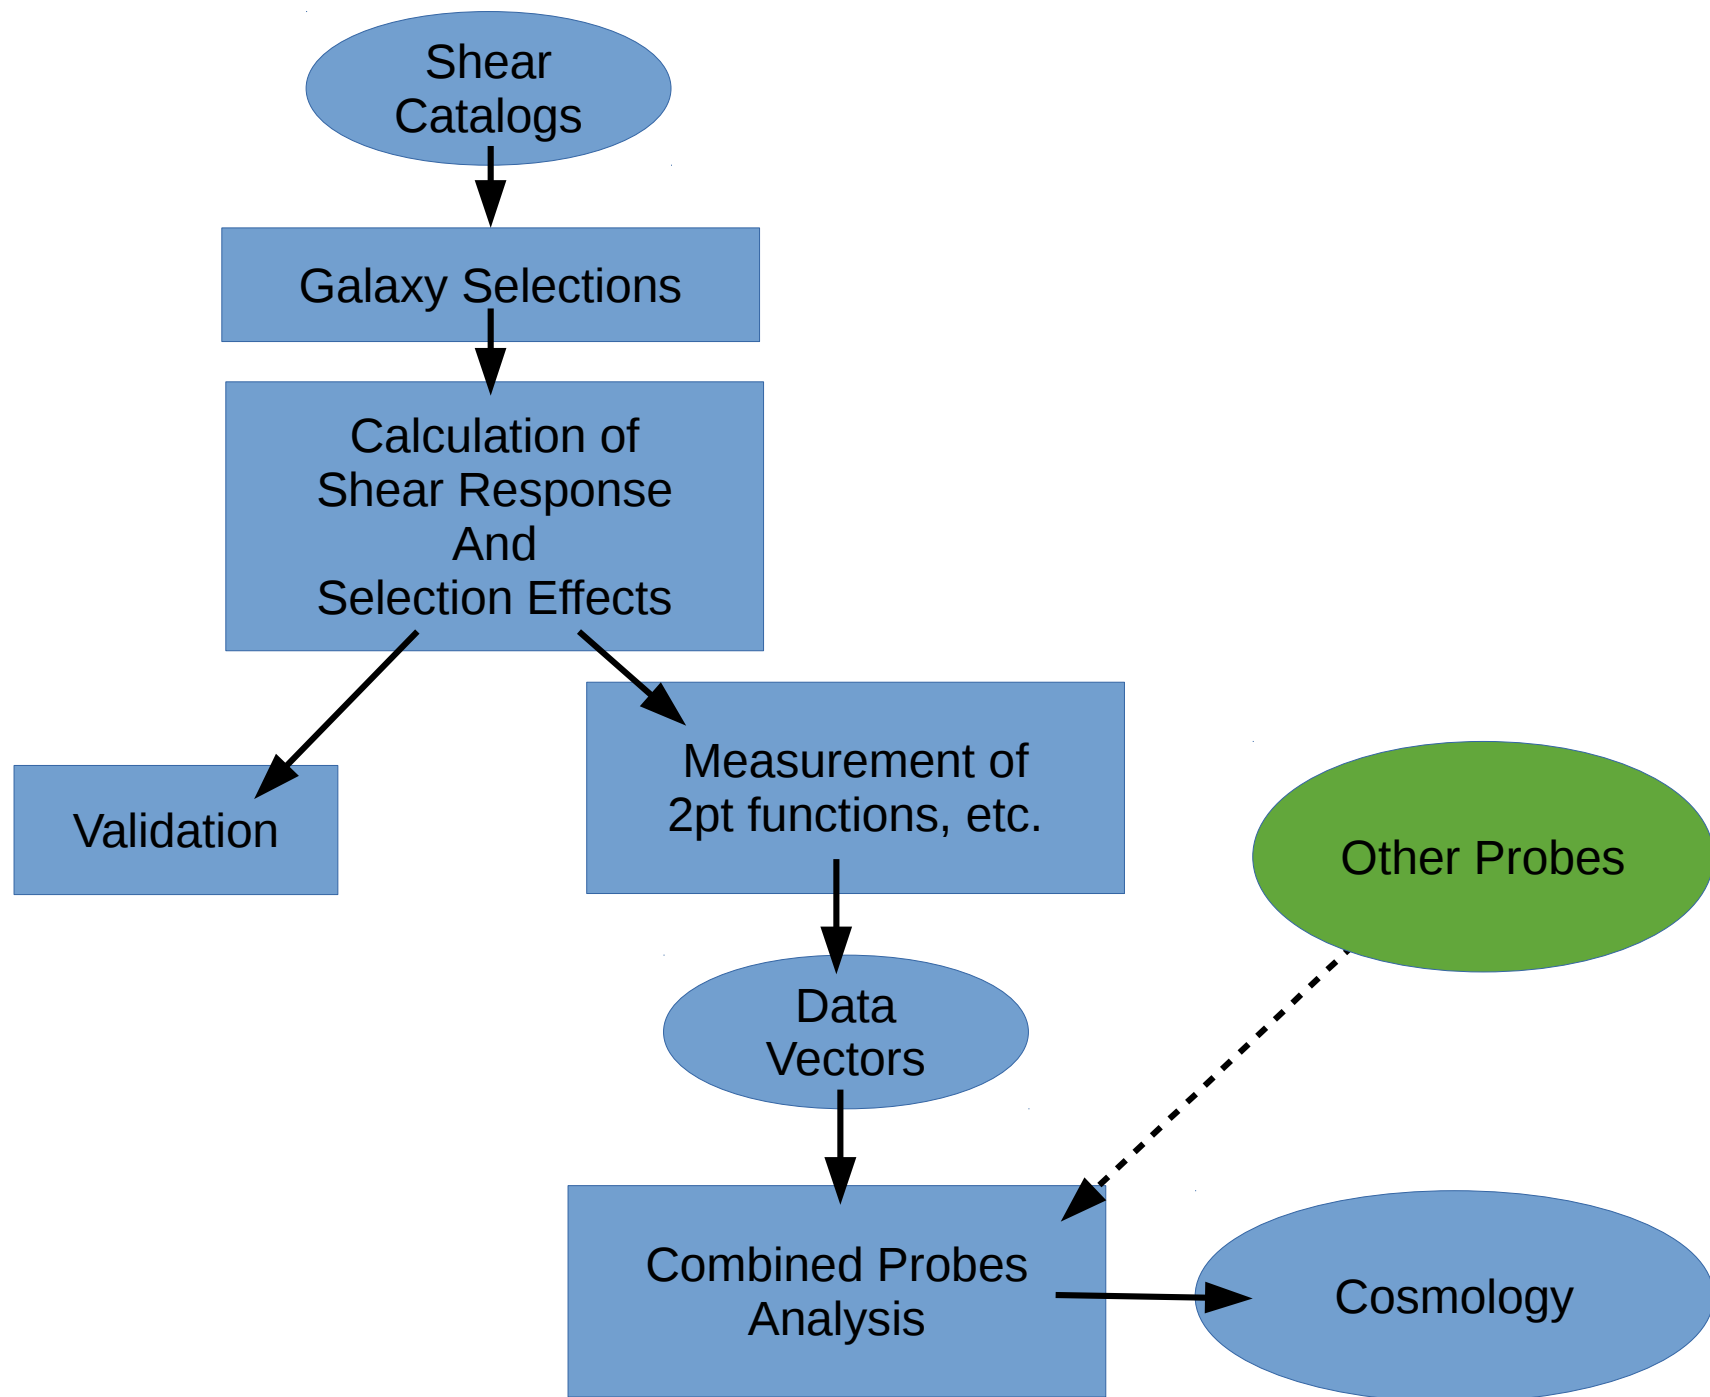 Shear
Catalogs
Galaxy Selections
Calculation of
Shear Response
And
Selection Effects
Measurement of
2pt functions, etc.
Validation
Other Probes
Data
Vectors
Combined Probes
Analysis
Cosmology